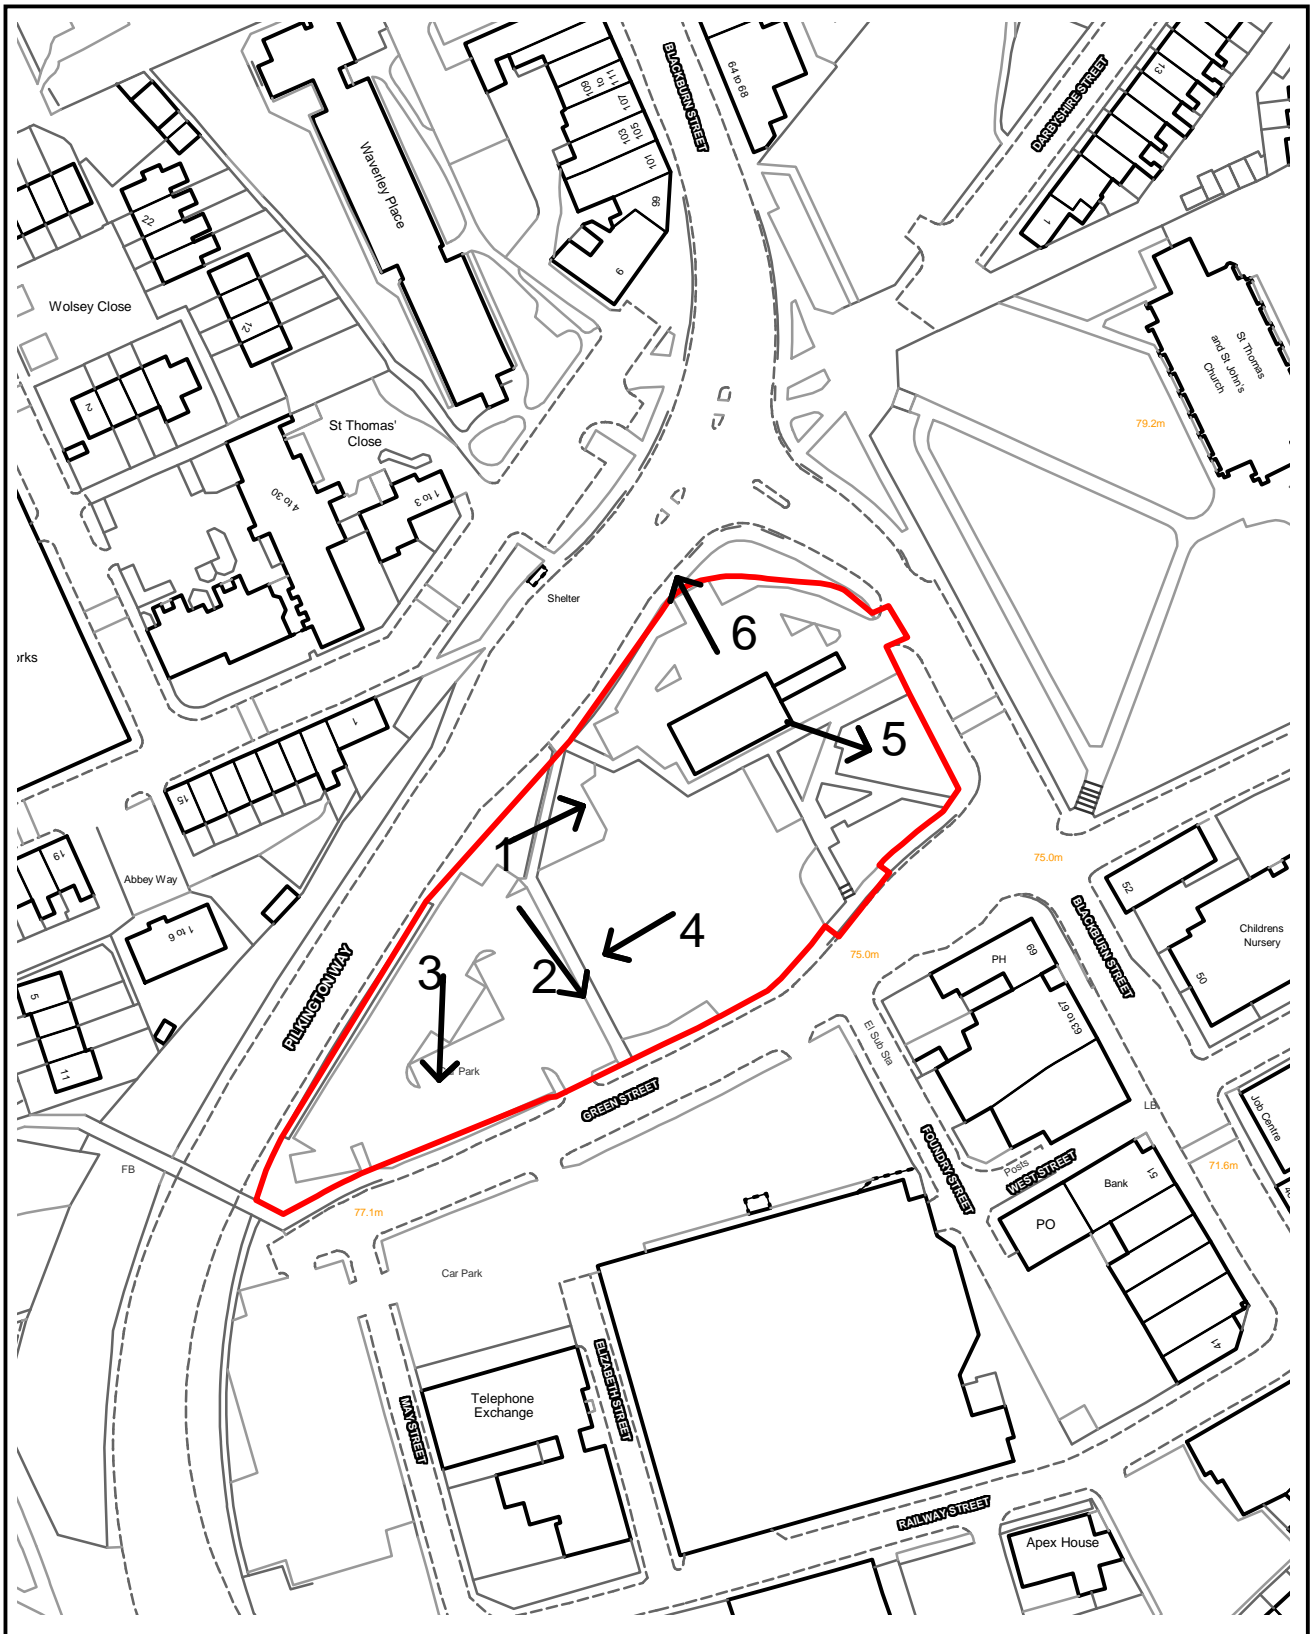 BLACKBURN STREET
64 to 68
DARBYSHIRE STREET
13
111
to
109
107
105
103
101
99
9
1
Waverley Place
22
Wolsey Close
12
2
St Thomas'
Close
4 to 30
1 to 3
St Thomas
and St John's
Church
79.2m
Shelter
6
5
1
15
19
Abbey Way
1 to 6
5
11
PILKINGTON WAY
1
2
3
4
Car Park
GREEN STREET
75.0m
75.0m
52
BLACKBURN STREET
Childrens
Nursery
50
PH
69
63 to 67
El Sub Sta
FB
77.1m
FOUNDRY STREET
Posts
WEST STREET
LB
Job Centre
71.6m
51
Bank
PO
41
Car Park
ELIZABETH STREET
MAY STREET
Telephone
Exchange
RAILWAY STREET
Apex House